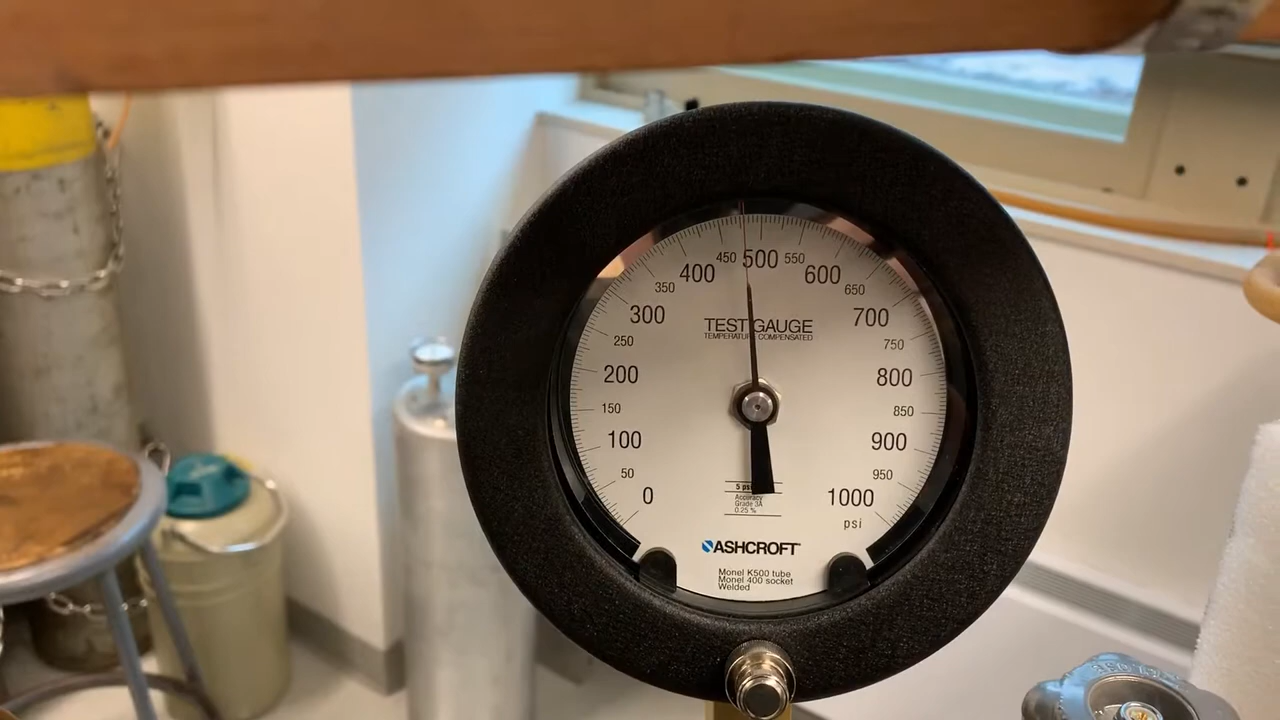 450 500 550
400 600
350 650
300 700
250 750
200 800
150 850
100 900
50 950
0 1000
psi
TEST GAUGE
TEMPERATURE COMPENSATED
5 psi
Accuracy
Grade 3A
0.25 %
ASHCROFT
Monel K500 tube
Monel 400 socket
Welded